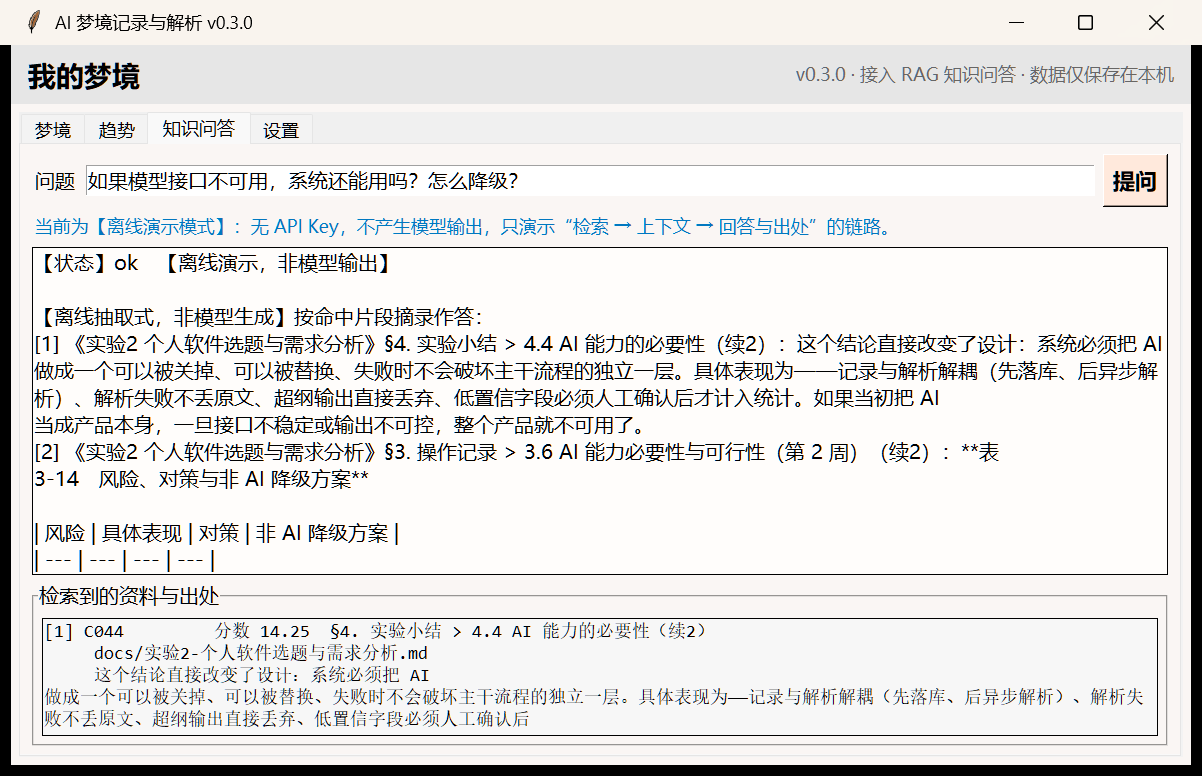 AI 梦境记录与解析 v0.3.0
我的梦境
v0.3.0 · 接入 RAG 知识问答 · 数据仅保存在本机
梦境 趋势 知识问答 设置
问题 如果模型接口不可用，系统还能用吗？怎么降级？ 提问
当前为【离线演示模式】：无 API Key，不产生模型输出，只演示“检索 → 上下文 → 回答与出处”的链路。
【状态】ok 【离线演示，非模型输出】
【离线抽取式，非模型生成】按命中片段摘录作答：
[1] 《实验2 个人软件选题与需求分析》§4. 实验小结 > 4.4 AI 能力的必要性（续2）：这个结论直接改变了设计：系统必须把 AI
做成一个可以被关掉、可以被替换、失败时不会破坏主干流程的独立一层。具体表现为——记录与解析解耦（先落库、后异步解
析）、解析失败不丢原文、超纲输出直接丢弃、低置信字段必须人工确认后才计入统计。如果当初把 AI
当成产品本身，一旦接口不稳定或输出不可控，整个产品就不可用了。
[2] 《实验2 个人软件选题与需求分析》§3. 操作记录 > 3.6 AI 能力必要性与可行性（第 2 周）（续2）：**表
3-14 风险、对策与非 AI 降级方案**
| 风险 | 具体表现 | 对策 | 非 AI 降级方案 |
| --- | --- | --- | --- |
检索到的资料与出处
[1] C044 分数 14.25 §4. 实验小结 > 4.4 AI 能力的必要性（续2）
docs/实验2-个人软件选题与需求分析.md
这个结论直接改变了设计：系统必须把 AI
做成一个可以被关掉、可以被替换、失败时不会破坏主干流程的独立一层。具体表现为——记录与解析解耦（先落库、后异步解析）、解析失
败不丢原文、超纲输出直接丢弃、低置信字段必须人工确认后